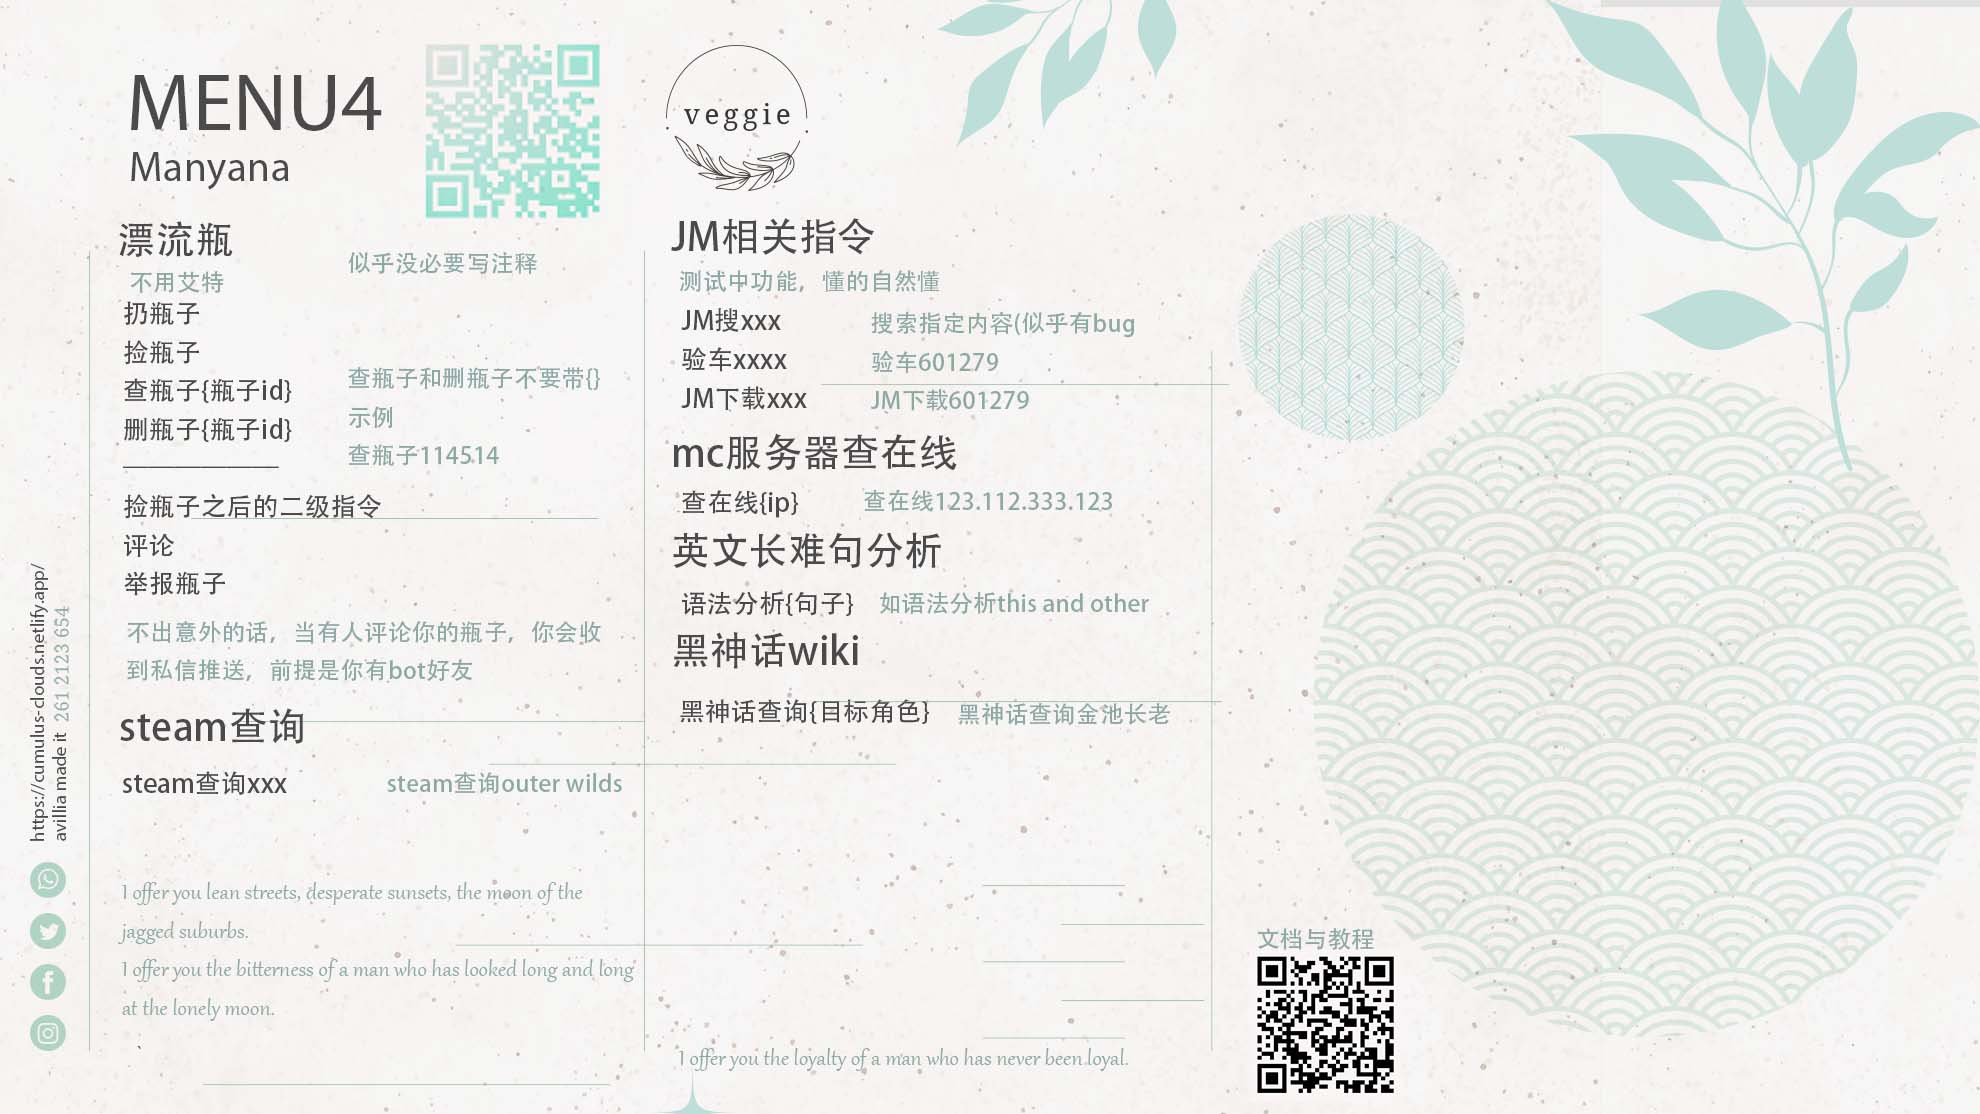 MENU4
Manyana
veggie
漂流瓶
不用艾特
似乎没必要写注释
扔瓶子
捡瓶子
查瓶子{瓶子id}
查瓶子和删瓶子不要带{}
删瓶子{瓶子id}
示例
查瓶子114514
____________
捡瓶子之后的二级指令
评论
举报瓶子
不出意外的话，当有人评论你的瓶子，你会收
到私信推送，前提是你有bot好友
steam查询
steam查询xxx
steam查询outer wilds
I offer you lean streets, desperate sunsets, the moon of the
jagged suburbs.
I offer you the bitterness of a man who has looked long and long
at the lonely moon.
`
JM相关指令
测试中功能，懂的自然懂
JM搜xxx
搜索指定内容(似乎有bug
验车xxxx
验车601279
JM下载xxx
JM下载601279
mc服务器查在线
查在线{ip}
查在线123.112.333.123
英文长难句分析
语法分析{句子}
如语法分析this and other
黑神话wiki
黑神话查询{目标角色}
黑神话查询金池长老
I offer you the loyalty of a man who has never been loyal.
文档与教程
https://cumulus-clouds.netlify.app/
avillia made it 261 2123 654